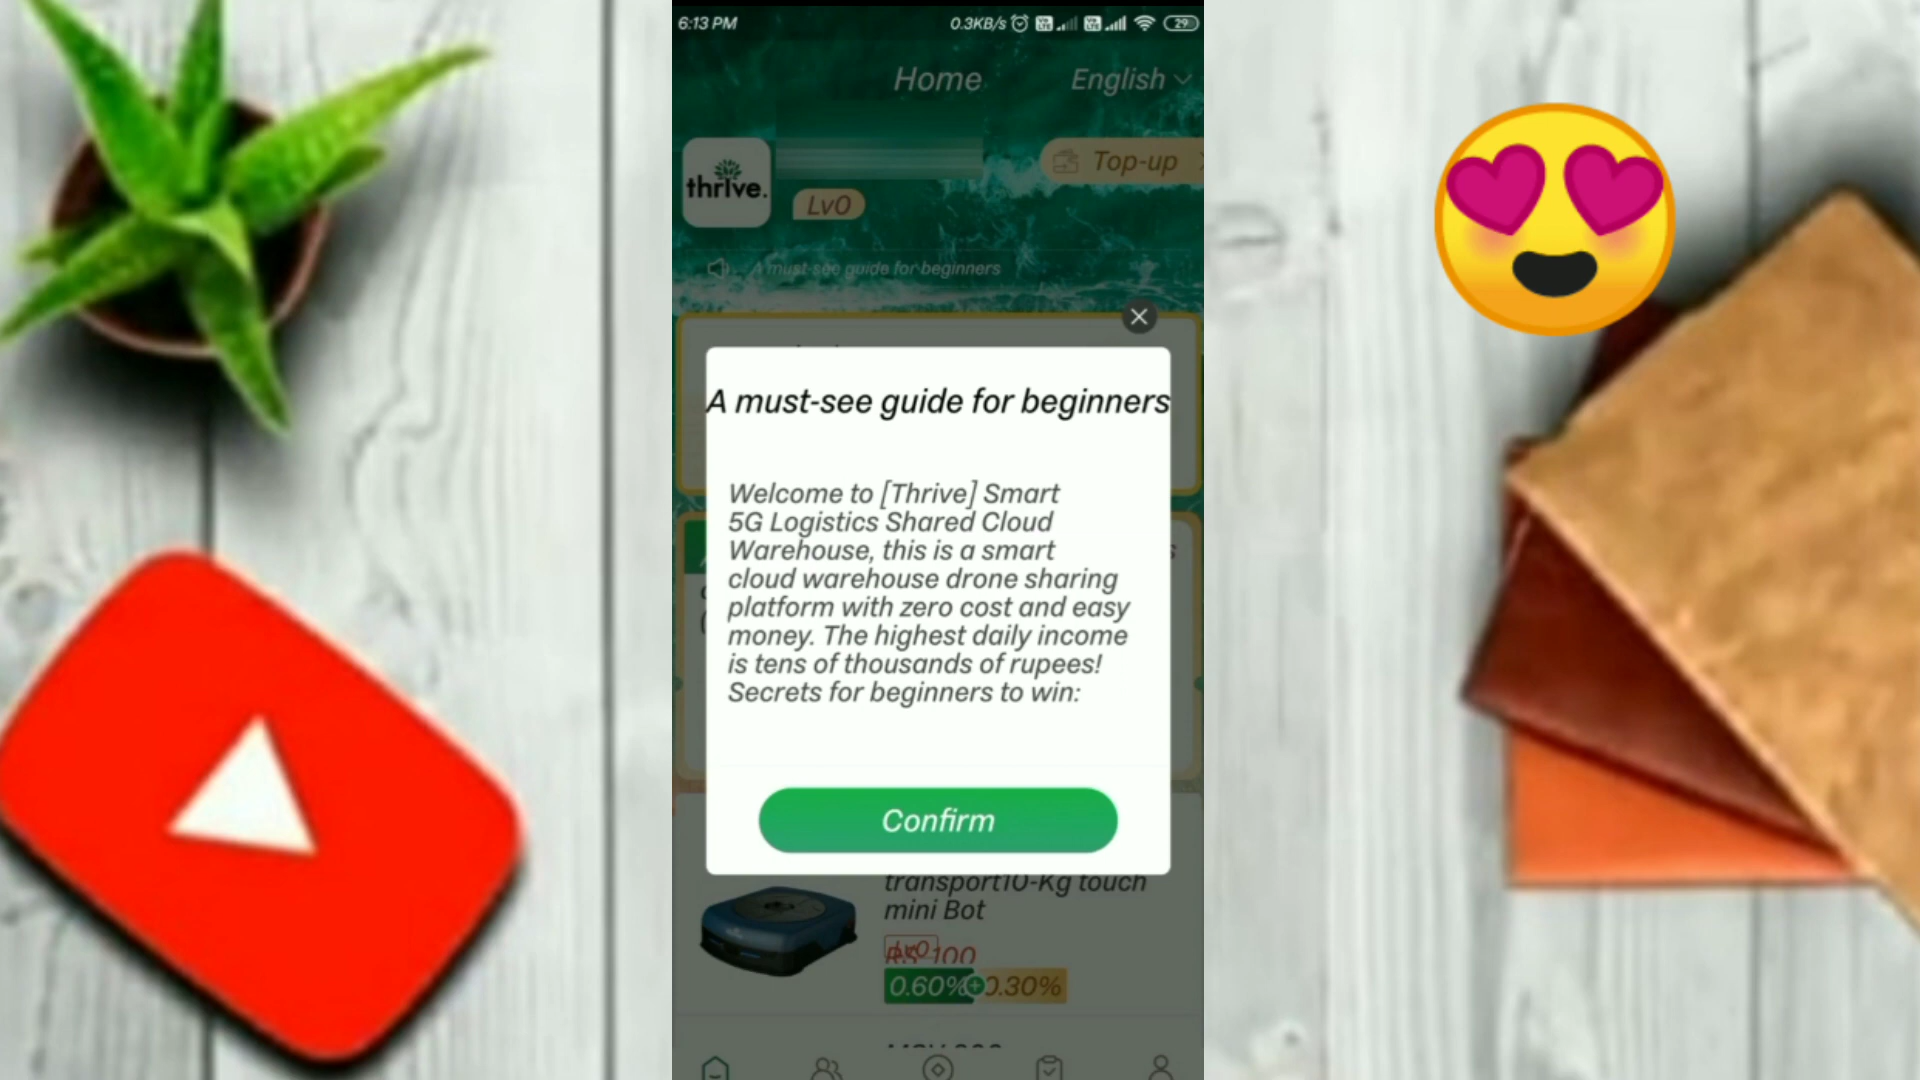 6:13 PM
0.3KB/s
29
Home
English
thrive.
Top-up
Lv0
A must-see guide for beginners
A must-see guide for beginners
Welcome to [Thrive] Smart
5G Logistics Shared Cloud
Warehouse, this is a smart
cloud warehouse drone sharing
platform with zero cost and easy
money. The highest daily income
is tens of thousands of rupees!
Secrets for beginners to win:
Confirm
transport10-Kg touch
mini Bot
Lv0
RS 100
0.60%
0.30%